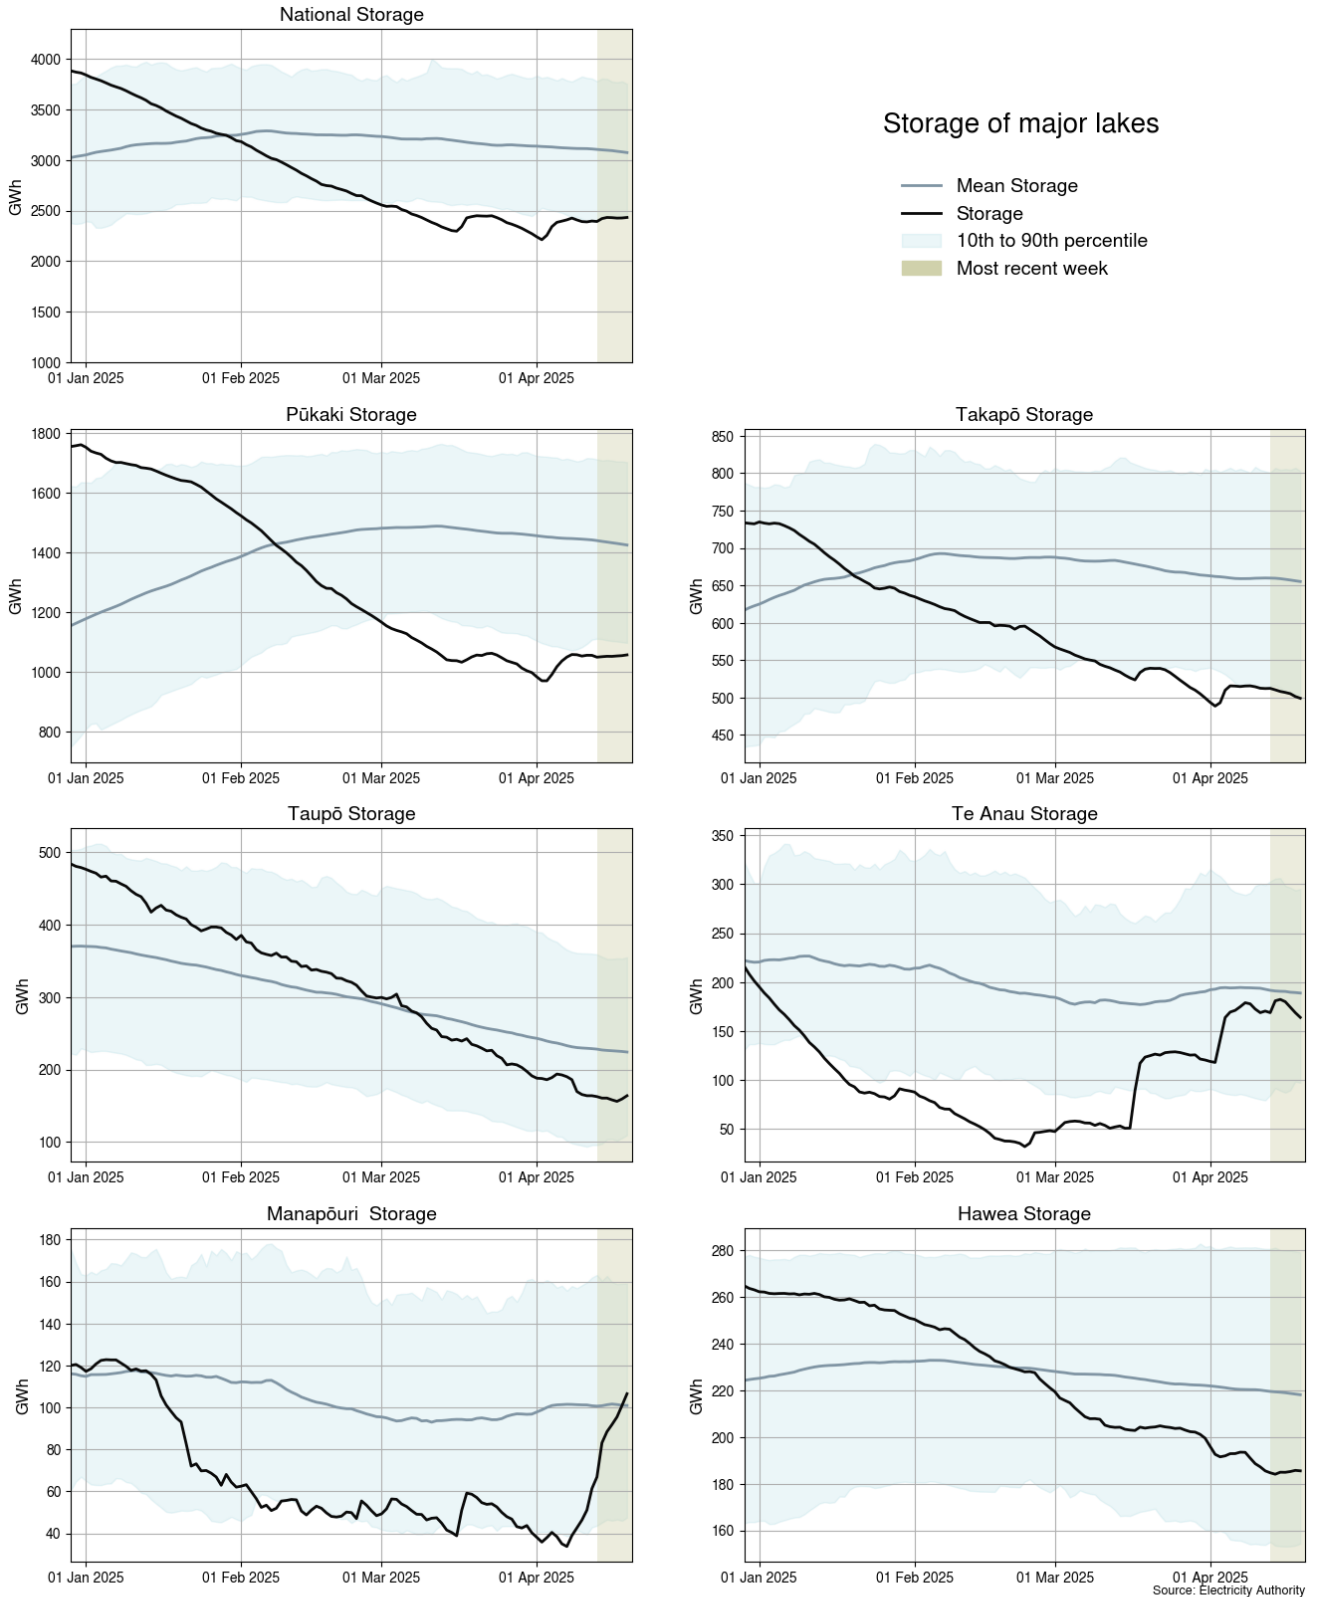 National Storage
4000
3500
3000
2500
2000
1500
1000
GWh
01 Jan 2025 01 Feb 2025 01 Mar 2025 01 Apr 2025
Storage of major lakes
Mean Storage
Storage
10th to 90th percentile
Most recent week
Pūkaki Storage
1800
1600
1400
1200
1000
800
GWh
01 Jan 2025 01 Feb 2025 01 Mar 2025 01 Apr 2025
Takapō Storage
850
800
750
700
650
600
550
500
450
GWh
01 Jan 2025 01 Feb 2025 01 Mar 2025 01 Apr 2025
Taupō Storage
500
400
300
200
100
GWh
01 Jan 2025 01 Feb 2025 01 Mar 2025 01 Apr 2025
Te Anau Storage
350
300
250
200
150
100
50
GWh
01 Jan 2025 01 Feb 2025 01 Mar 2025 01 Apr 2025
Manapōuri  Storage
180
160
140
120
100
80
60
40
GWh
01 Jan 2025 01 Feb 2025 01 Mar 2025 01 Apr 2025
Hawea Storage
280
260
240
220
200
180
160
GWh
01 Jan 2025 01 Feb 2025 01 Mar 2025 01 Apr 2025
Source: Electricity Authority